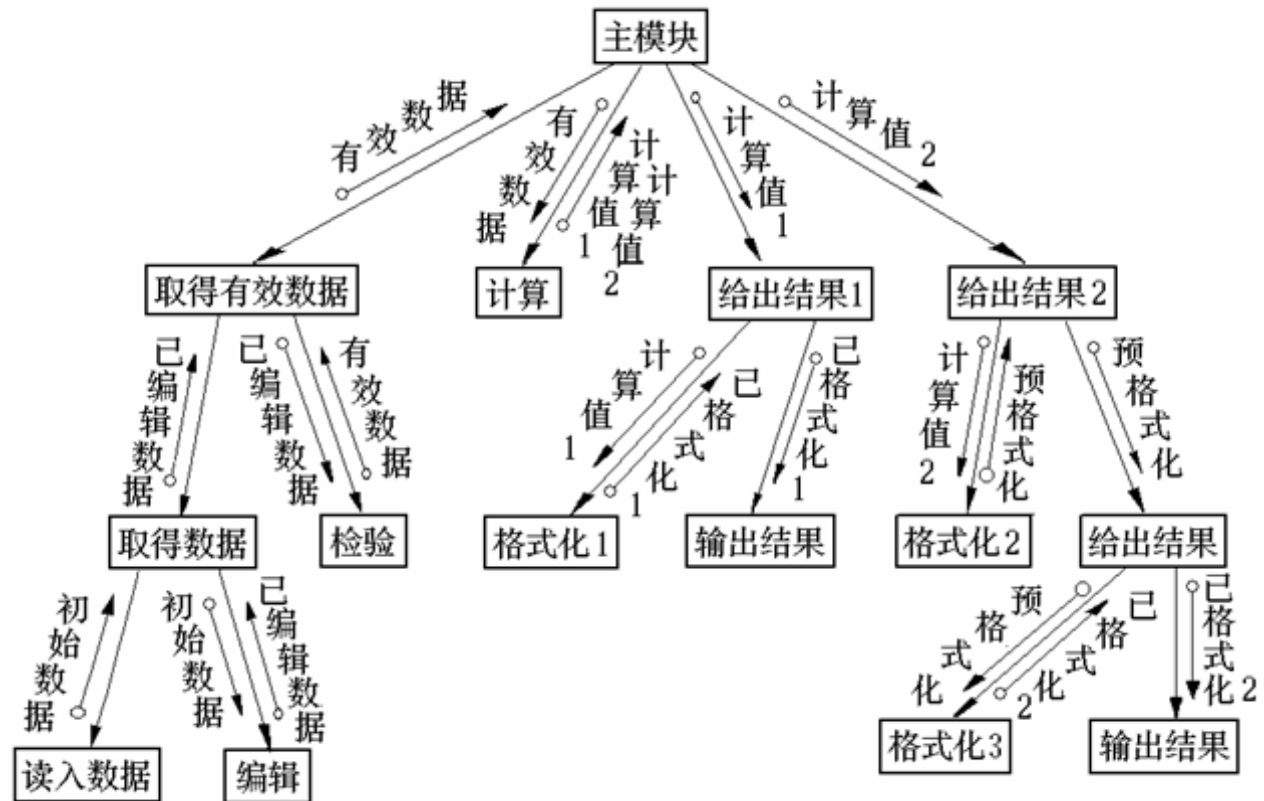 主模块
有效数据
有效数据
计算值1
计算值2
计算值1
计算值2
取得有效数据
计算
给出结果1
给出结果2
已编辑数据
已编辑数据
有效数据
计算值1
已格式化1
已格式化1
计算值2
预格式化
预格式化
取得数据
检验
格式化1
输出结果
格式化2
给出结果
初始数据
初始数据
已编辑数据
预格式化
已格式化2
已格式化2
读入数据
编辑
格式化3
输出结果